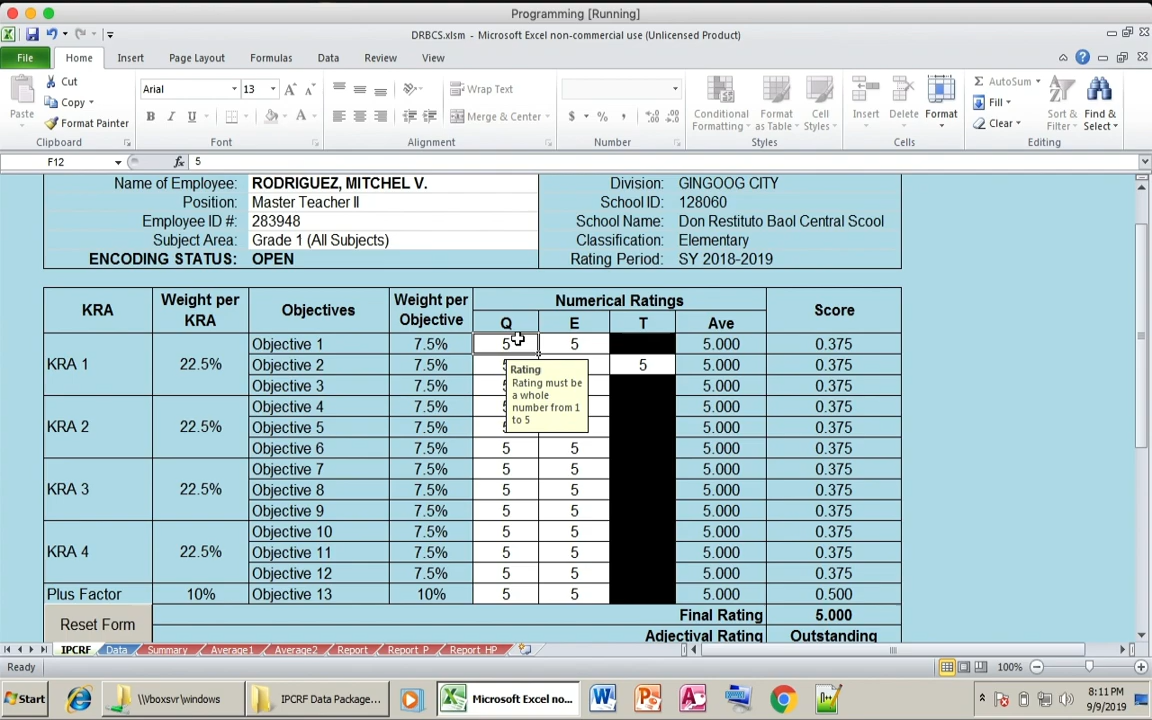 Programming [Running]
DRBCS.xlsm - Microsoft Excel non-commercial use (Unlicensed Product)
File Home Insert Page Layout Formulas Data Review View
Paste
Cut
Copy
Format Painter
Clipboard
Arial 13
B I U
Font
Wrap Text
Merge & Center
Alignment
$ % ,
Number
Conditional Formatting
Format as Table
Cell Styles
Styles
Insert Delete Format
Cells
Σ AutoSum
Fill
Clear
Sort & Filter
Find & Select
Editing
F12 fx 5
Name of Employee: RODRIGUEZ, MITCHEL V. Division: GINGOOG CITY
Position: Master Teacher II School ID: 128060
Employee ID #: 283948 School Name: Don Restituto Baol Central Scool
Subject Area: Grade 1 (All Subjects) Classification: Elementary
ENCODING STATUS: OPEN Rating Period: SY 2018-2019
KRA Weight per KRA Objectives Weight per Objective Numerical Ratings Score
Q E T Ave
KRA 1 22.5% Objective 1 7.5% 5 5 5.000 0.375
Objective 2 7.5% 5 5.000 0.375
Objective 3 7.5% 5.000 0.375
Rating
Rating must be
a whole
number from 1
to 5
KRA 2 22.5% Objective 4 7.5% 5.000 0.375
Objective 5 7.5% 5.000 0.375
Objective 6 7.5% 5 5 5.000 0.375
KRA 3 22.5% Objective 7 7.5% 5 5 5.000 0.375
Objective 8 7.5% 5 5 5.000 0.375
Objective 9 7.5% 5 5 5.000 0.375
KRA 4 22.5% Objective 10 7.5% 5 5 5.000 0.375
Objective 11 7.5% 5 5 5.000 0.375
Objective 12 7.5% 5 5 5.000 0.375
Plus Factor 10% Objective 13 10% 5 5 5.000 0.500
Reset Form
Final Rating 5.000
Adjectival Rating Outstanding
IPCRF Data Summary Average1 Average2 Report Report_P Report_HP
Ready 100%
Start \\Vboxsvr\windows IPCRF Data Package... Microsoft Excel no... 8:11 PM
9/9/2019